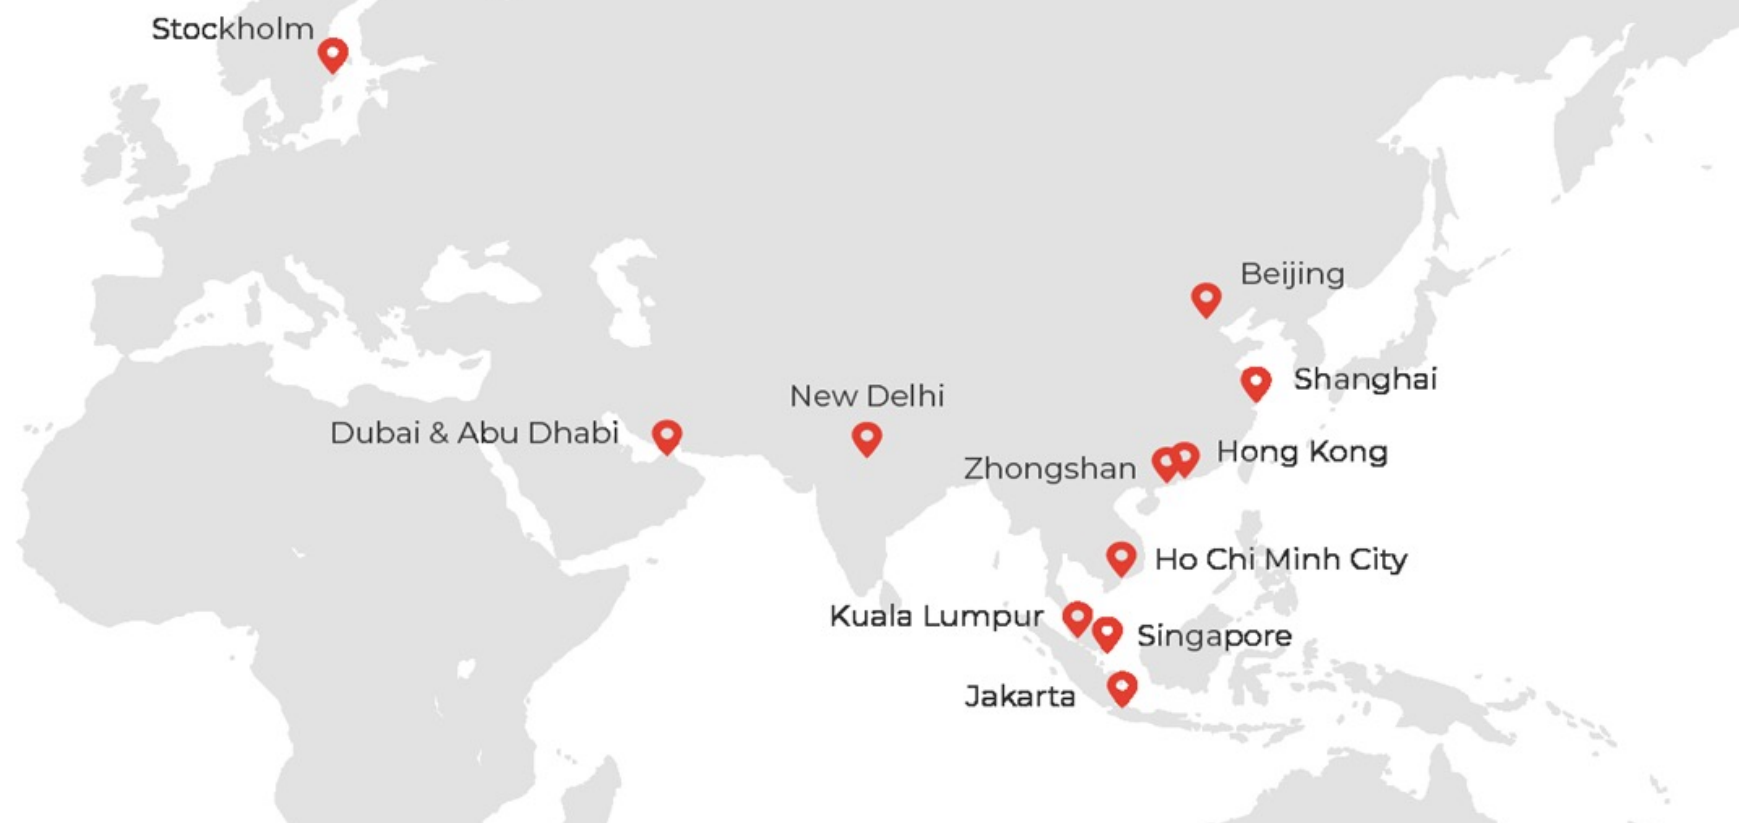 Stockholm
Beijing
Shanghai
New Delhi
Dubai & Abu Dhabi
Hong Kong
Zhongshan
Ho Chi Minh City
Kuala Lumpur
Singapore
Jakarta